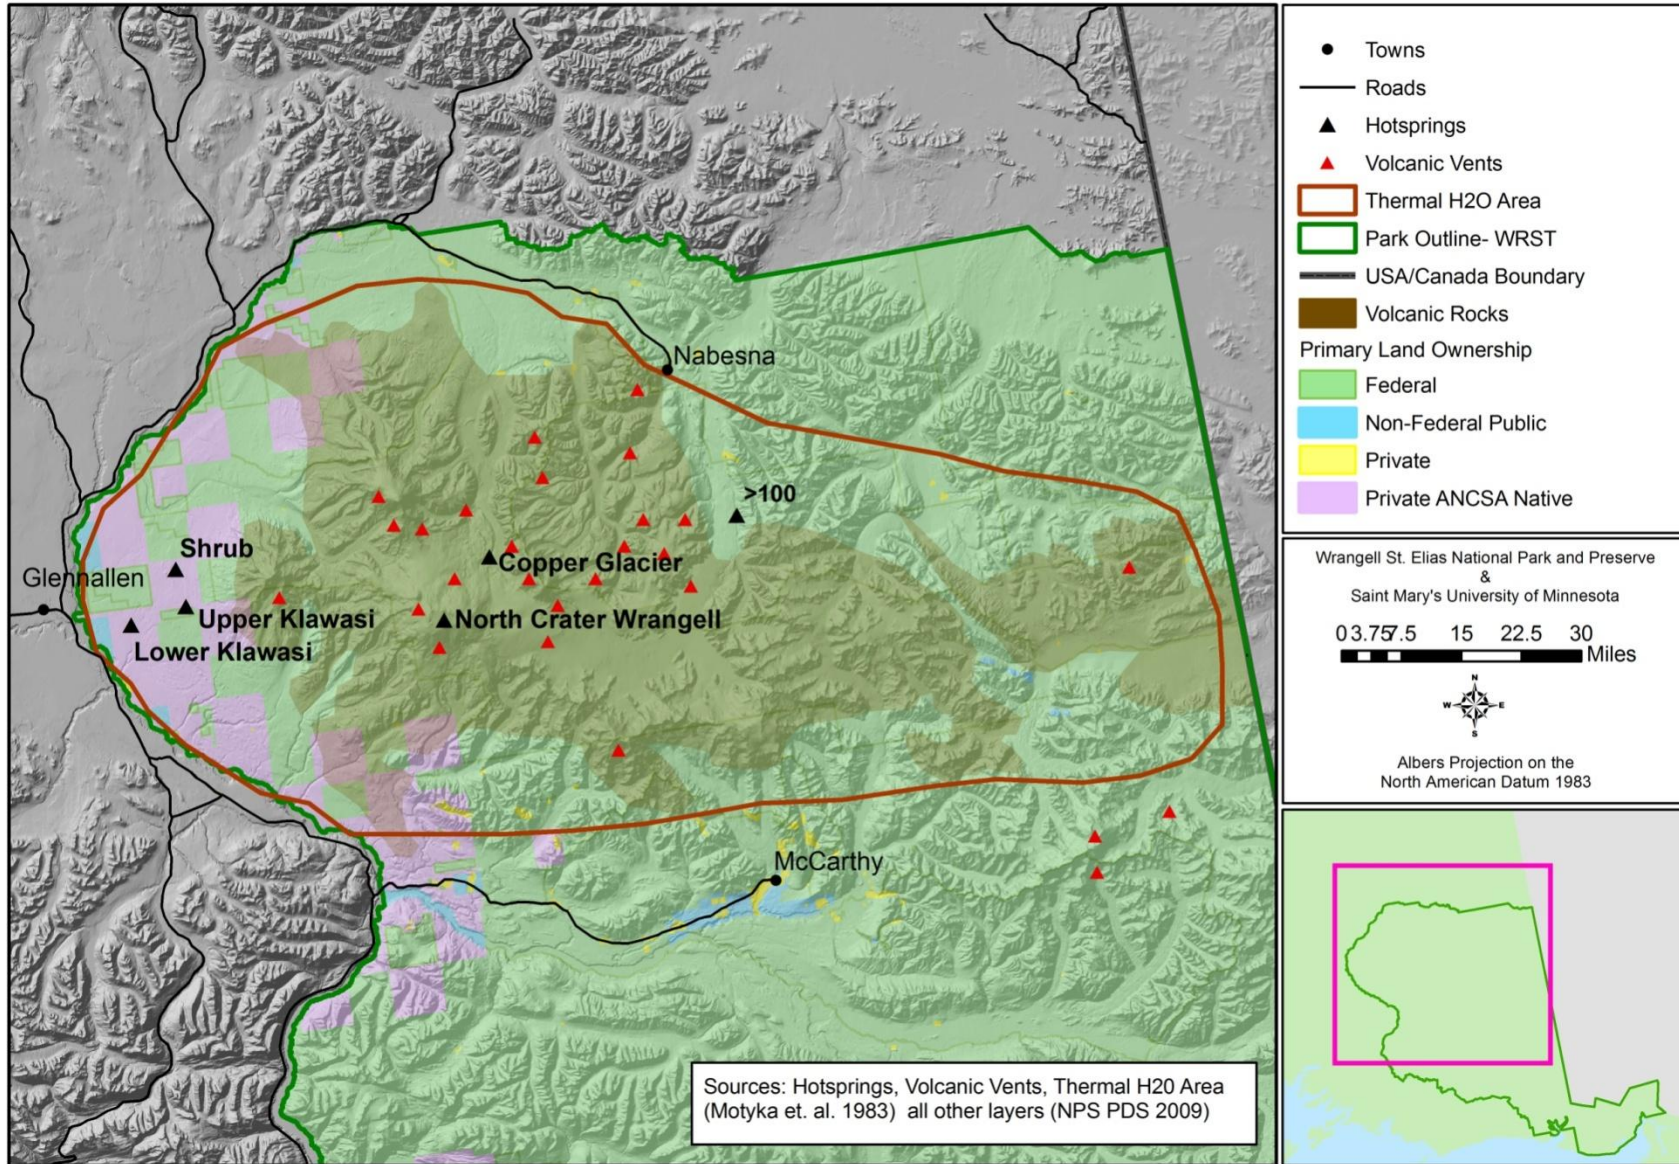 Nabesna
>100
Shrub
Glennallen
Copper Glacier
Upper Klawasi
North Crater Wrangell
Lower Klawasi
McCarthy
Sources: Hotsprings, Volcanic Vents, Thermal H20 Area
(Motyka et. al. 1983) all other layers (NPS PDS 2009)
Towns
Roads
Hotsprings
Volcanic Vents
Thermal H2O Area
Park Outline- WRST
USA/Canada Boundary
Volcanic Rocks
Primary Land Ownership
Federal
Non-Federal Public
Private
Private ANCSA Native
Wrangell St. Elias National Park and Preserve
&
Saint Mary's University of Minnesota
0 3.75 7.5 15 22.5 30
Miles
N
W E
S
Albers Projection on the
North American Datum 1983